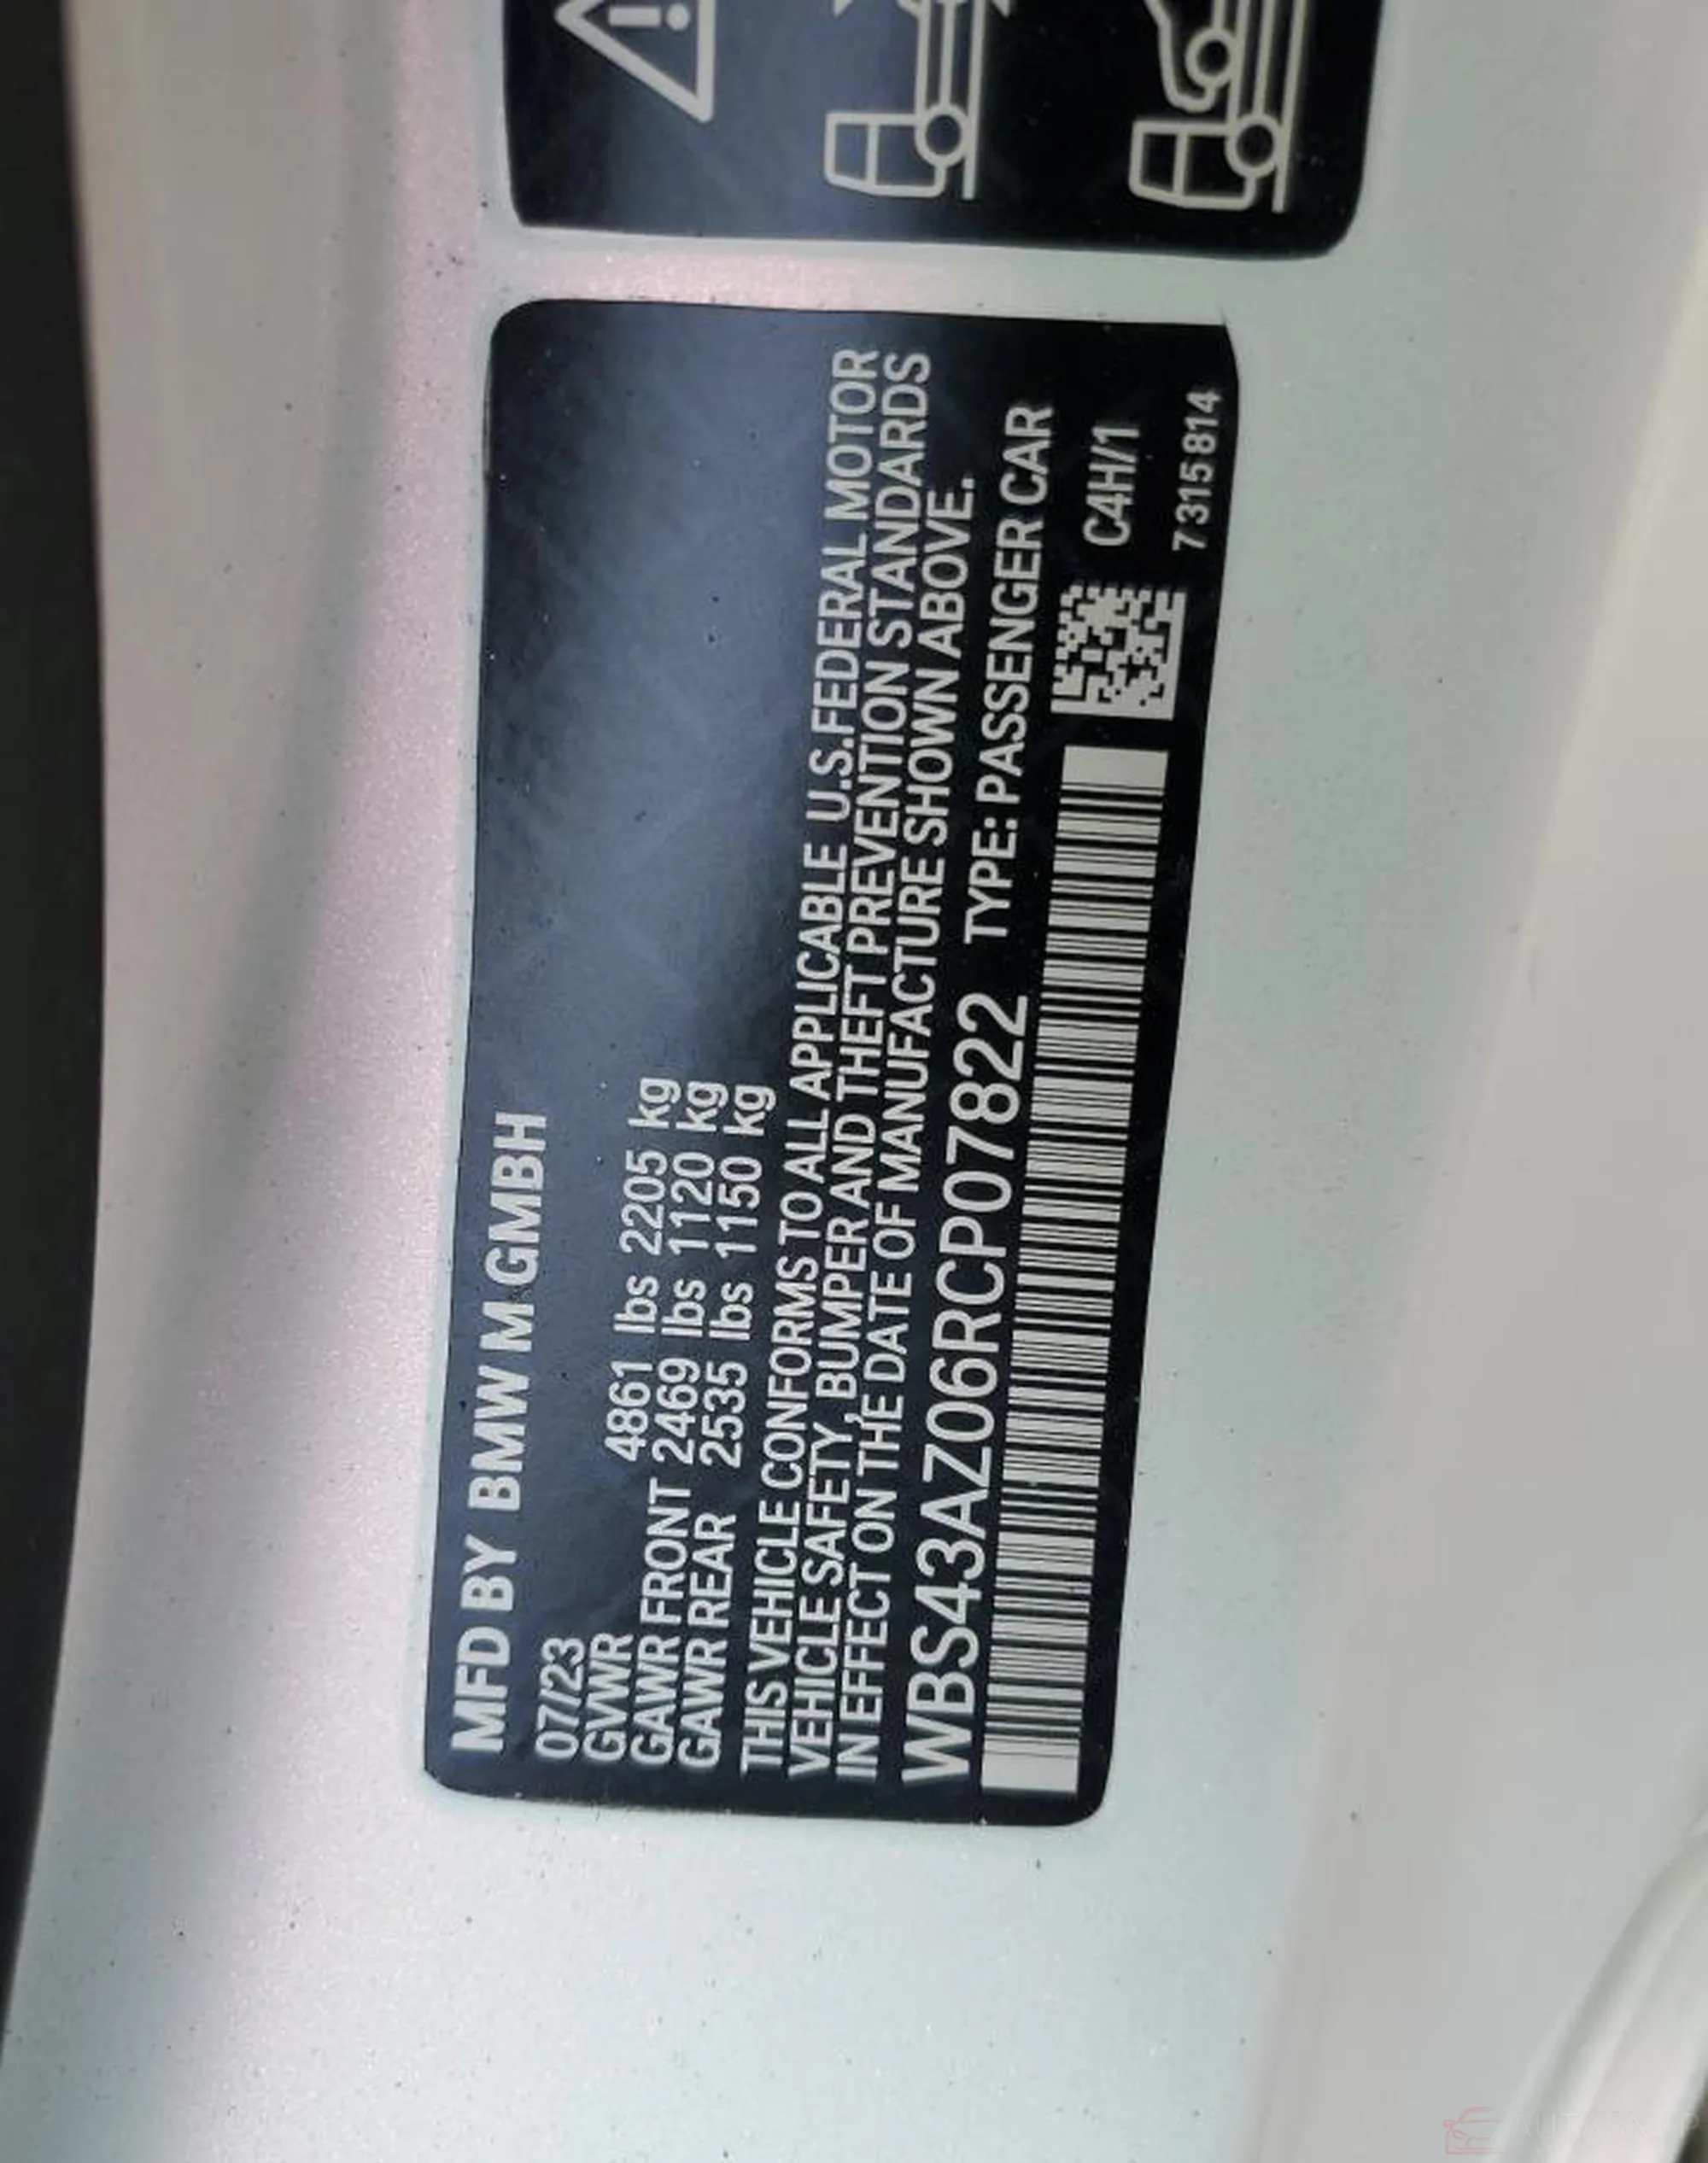 MFD BY BMW M GMBH
07/23
GVWR 4861 lbs 2205 kg
GAWR FRONT 2469 lbs 1120 kg
GAWR REAR 2535 lbs 1150 kg
THIS VEHICLE CONFORMS TO ALL APPLICABLE U.S.FEDERAL MOTOR
VEHICLE SAFETY, BUMPER AND THEFT PREVENTION STANDARDS
IN EFFECT ON THE DATE OF MANUFACTURE SHOWN ABOVE.
WBS43AZ06RCP07822 TYPE: PASSENGER CAR
C4H/1
7315814